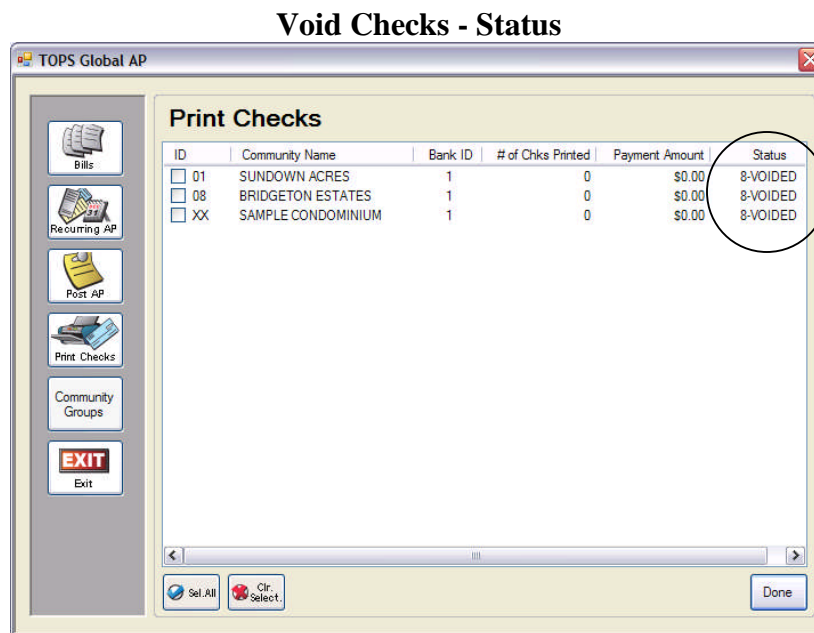 Void Checks - Status
TOPS Global AP
Bills
Recurring AP
Post AP
Print Checks
Community
Groups
EXIT
Exit
Print Checks
ID Community Name Bank ID # of Chks Printed Payment Amount Status
01 SUNDOWN ACRES 1 0 $0.00 8-VOIDED
08 BRIDGETON ESTATES 1 0 $0.00 8-VOIDED
XX SAMPLE CONDOMINIUM 1 0 $0.00 8-VOIDED
Sel.All
Clr.
Select.
Done